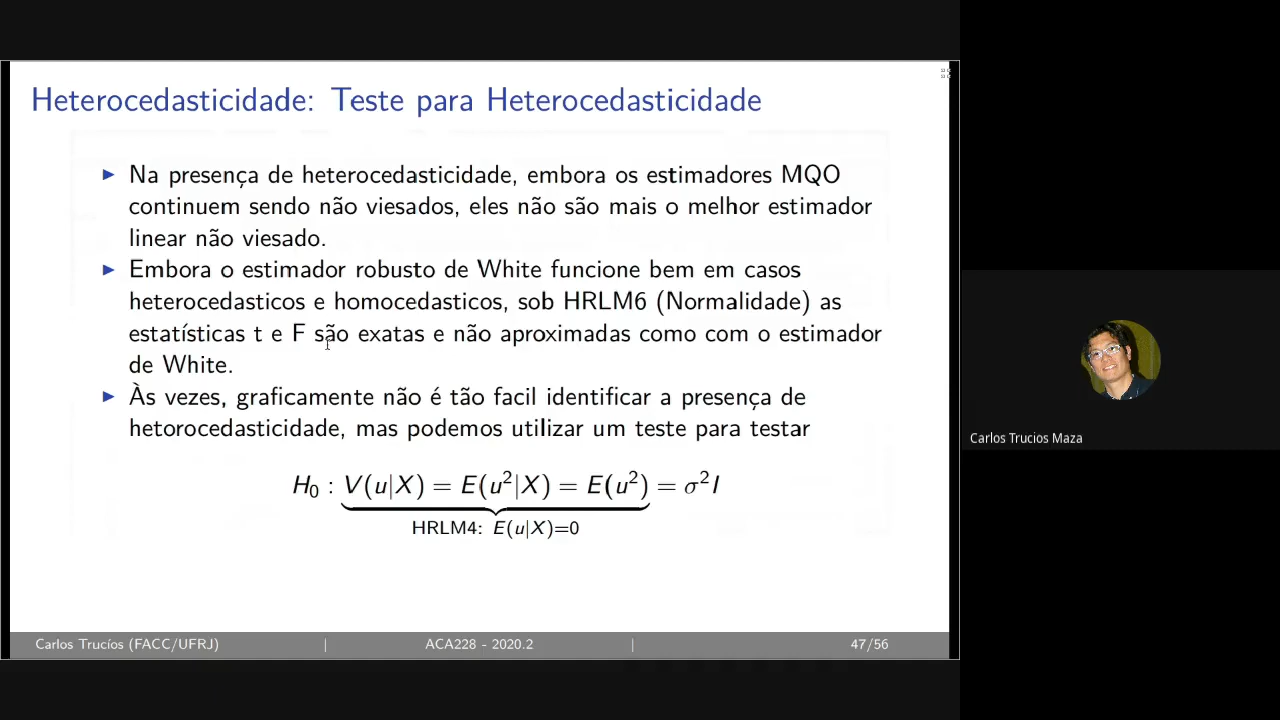 Heterocedasticidade: Teste para Heterocedasticidade
Na presença de heterocedasticidade, embora os estimadores MQO
continuem sendo não viesados, eles não são mais o melhor estimador
linear não viesado.
Embora o estimador robusto de White funcione bem em casos
heterocedasticos e homocedasticos, sob HRLM6 (Normalidade) as
estatísticas t e F são exatas e não aproximadas como com o estimador
de White.
Às vezes, graficamente não é tão facil identificar a presença de
hetorocedasticidade, mas podemos utilizar um teste para testar
H₀ : V(u|X) = E(u²|X) = E(u²) = σ²I
HRLM4: E(u|X)=0
Carlos Trucíos (FACC/UFRJ) | ACA228 - 2020.2 | 47/56
Carlos Trucios Maza